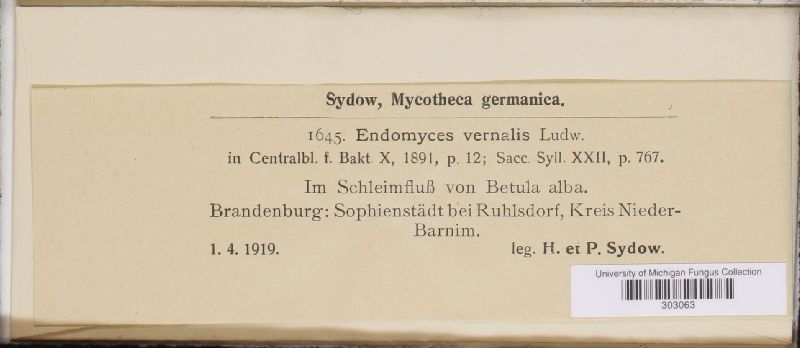 Sydow, Mycotheca germanica.
1645. Endomyces vernalis Ludw.
in Centralbl. f. Bakt. X, 1891, p. 12; Sacc. Syll. XXII, p. 767.
Im Schleimfluß von Betula alba.
Brandenburg: Sophienstädt bei Ruhlsdorf, Kreis Nieder-
Barnim.
1. 4. 1919. leg. H. et P. Sydow.
University of Michigan Fungus Collection
303063